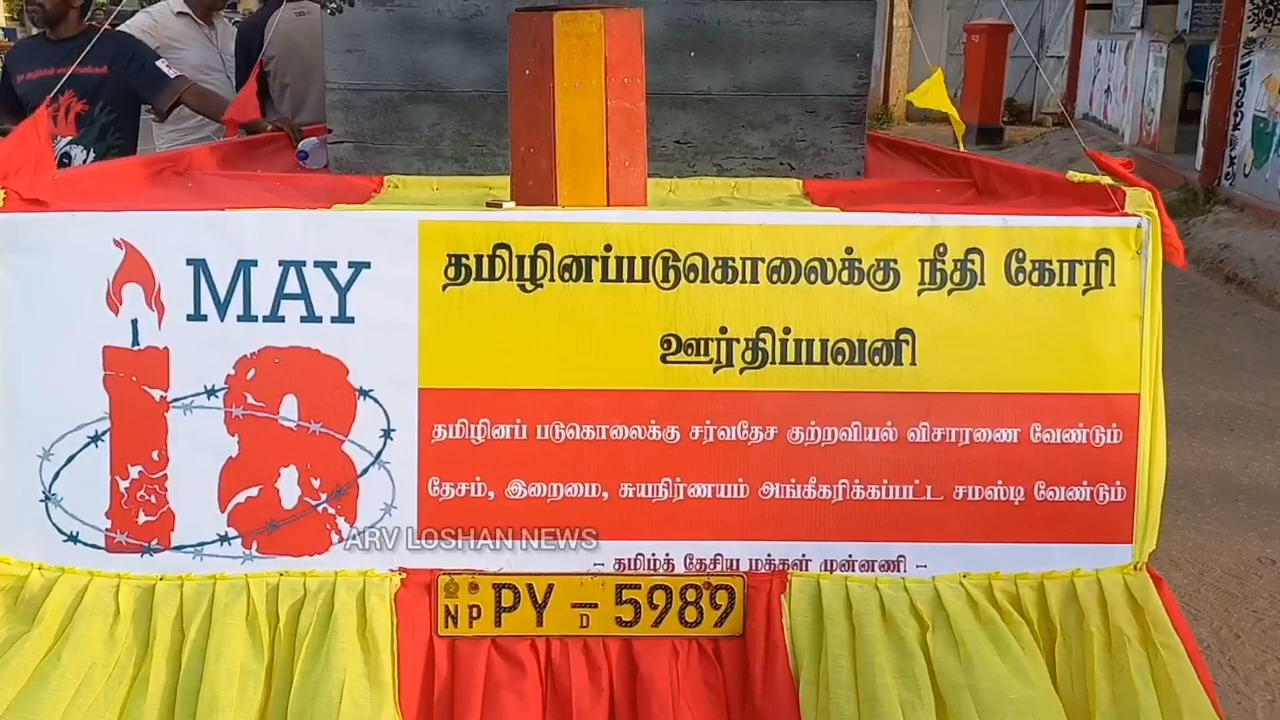 MAY
18
தமிழினப்படுகொலைக்கு நீதி கோரி
ஊர்திப்பவனி
தமிழினப் படுகொலைக்கு சர்வதேச குற்றவியல் விசாரணை வேண்டும்
தேசம், இறைமை, சுயநிர்ணயம் அங்கீகரிக்கப்பட்ட சமஸ்டி வேண்டும்
- தமிழ்த் தேசிய மக்கள் முன்னணி -
ARV LOSHAN NEWS
NP PY - 5989
D